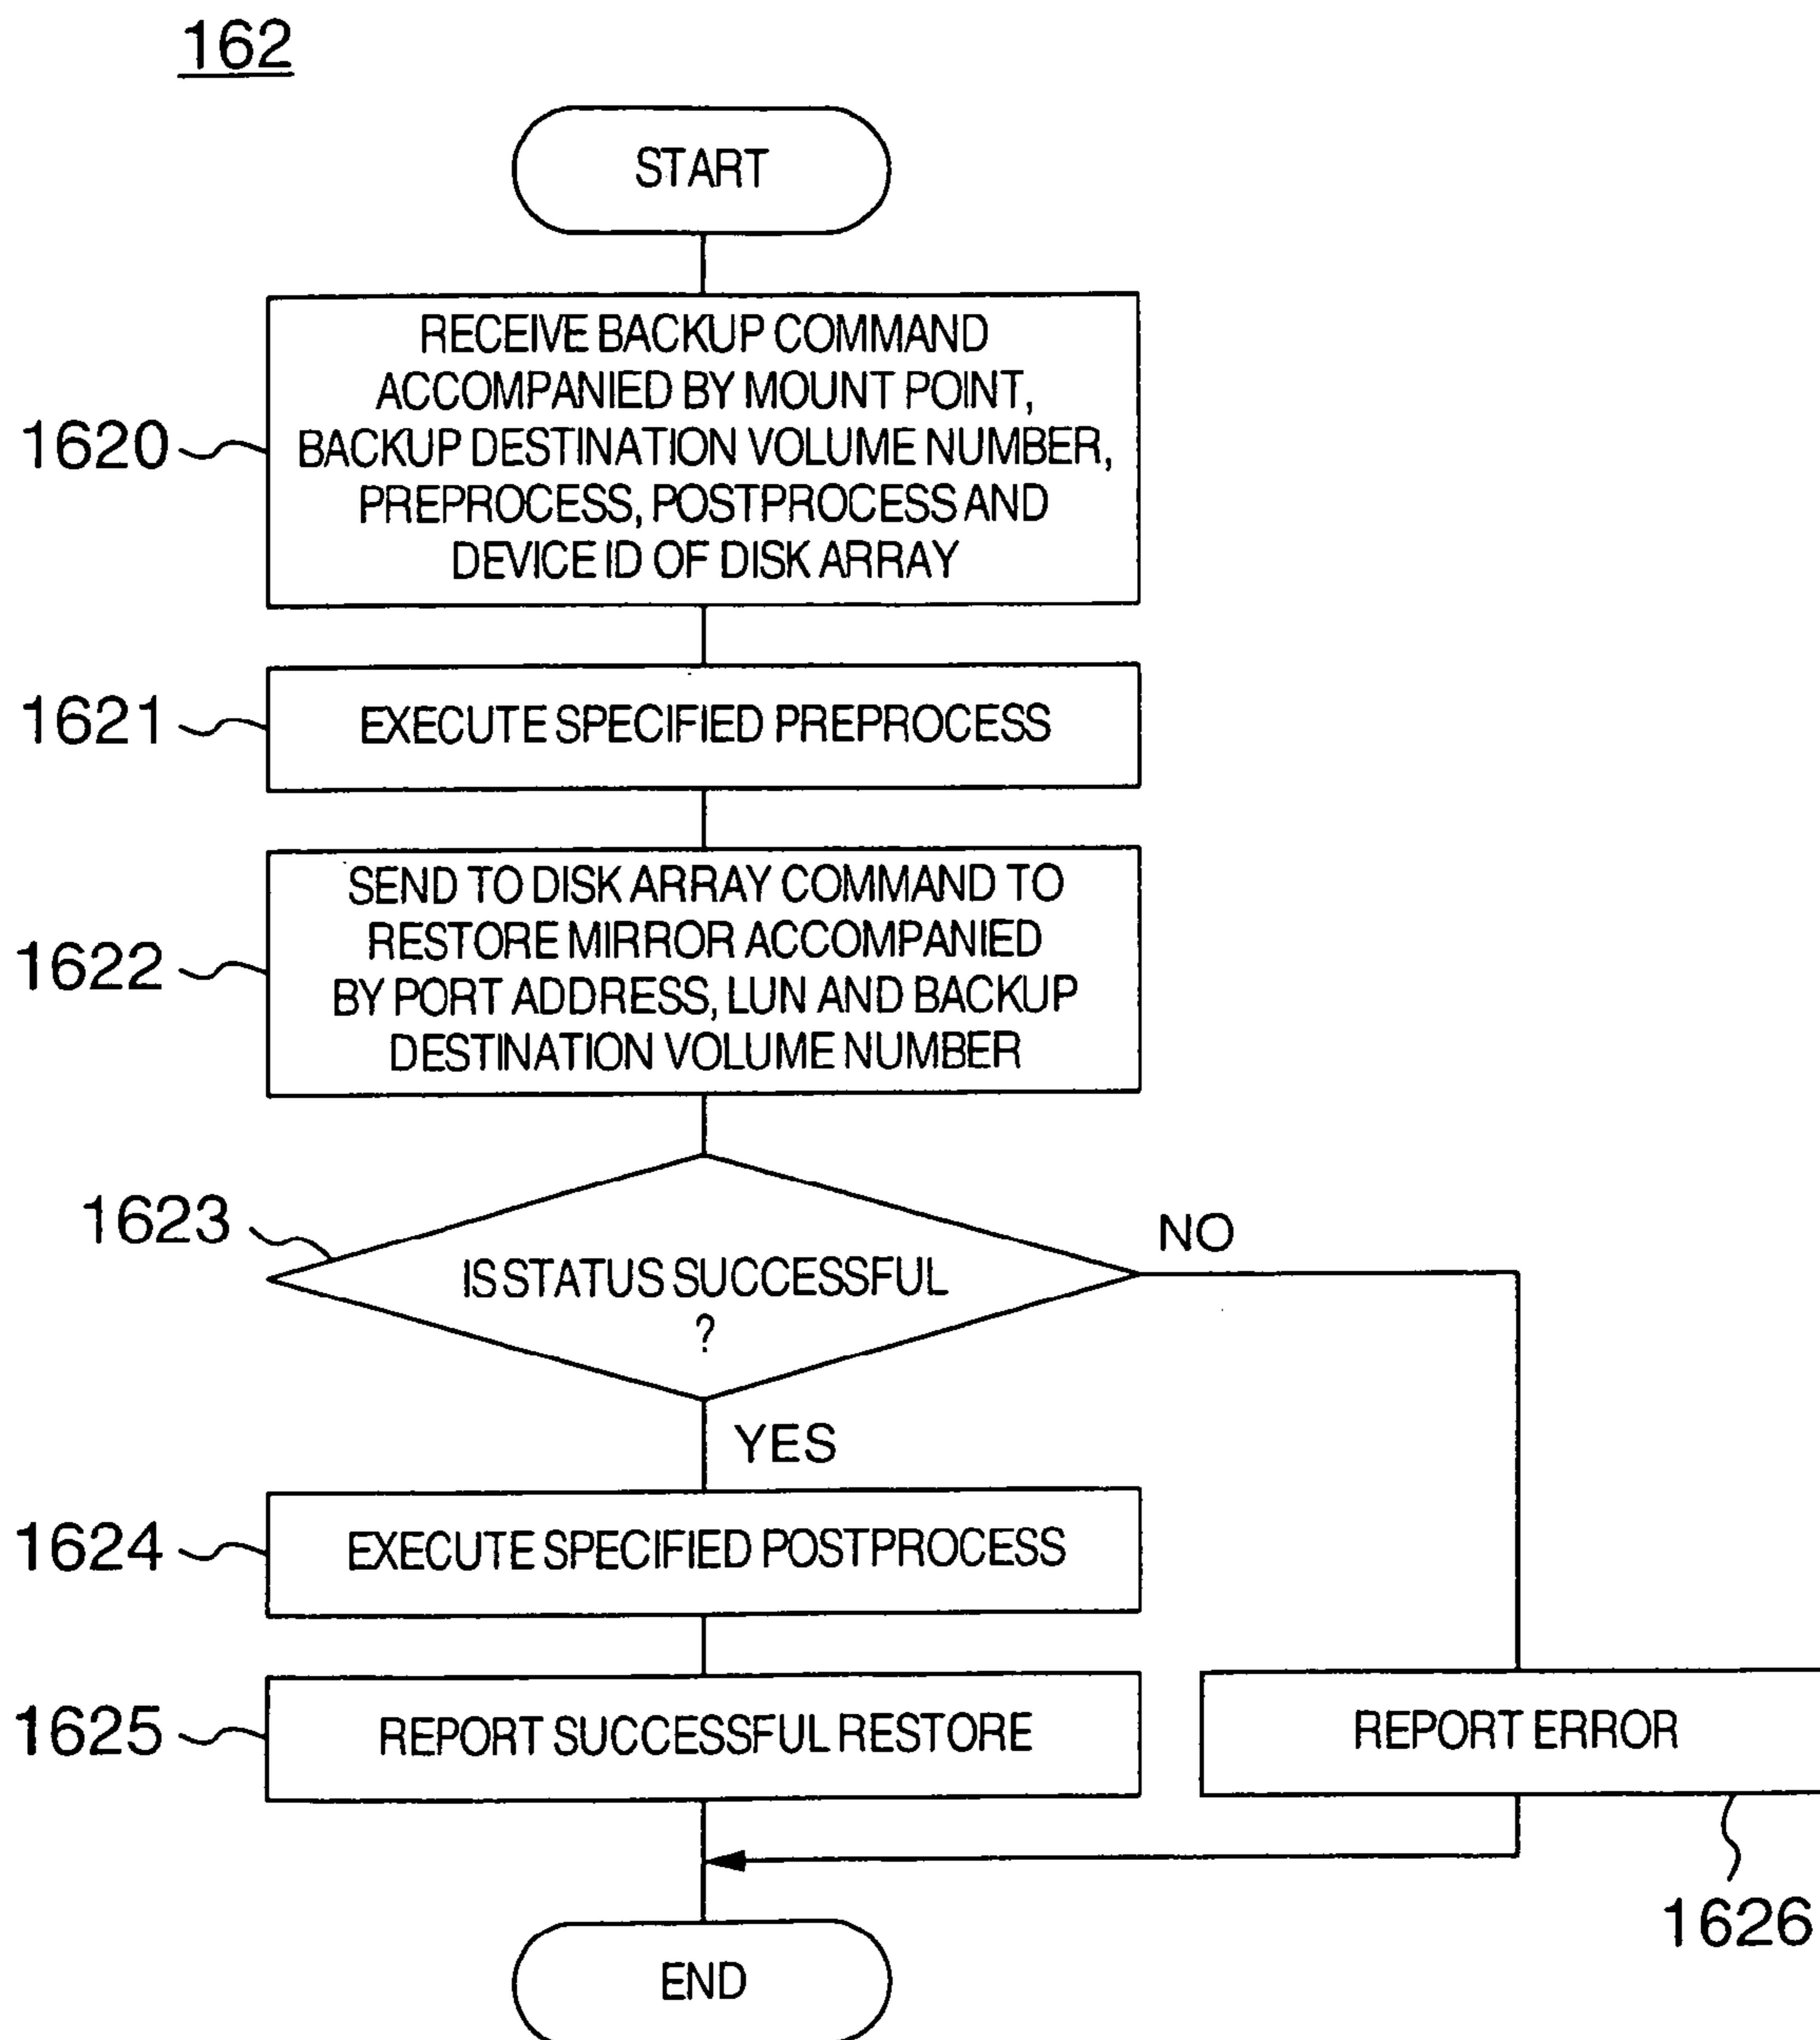 162
START
RECEIVE BACKUP COMMAND
ACCOMPANIED BY MOUNT POINT,
BACKUP DESTINATION VOLUME NUMBER,
PREPROCESS, POSTPROCESS AND
DEVICE ID OF DISK ARRAY
1620
EXECUTE SPECIFIED PREPROCESS
1621
SEND TO DISK ARRAY COMMAND TO
RESTORE MIRROR ACCOMPANIED
BY PORT ADDRESS, LUN AND BACKUP
DESTINATION VOLUME NUMBER
1622
1623
IS STATUS SUCCESSFUL
?
NO
YES
1624
EXECUTE SPECIFIED POSTPROCESS
1625
REPORT SUCCESSFUL RESTORE
REPORT ERROR
1626
END